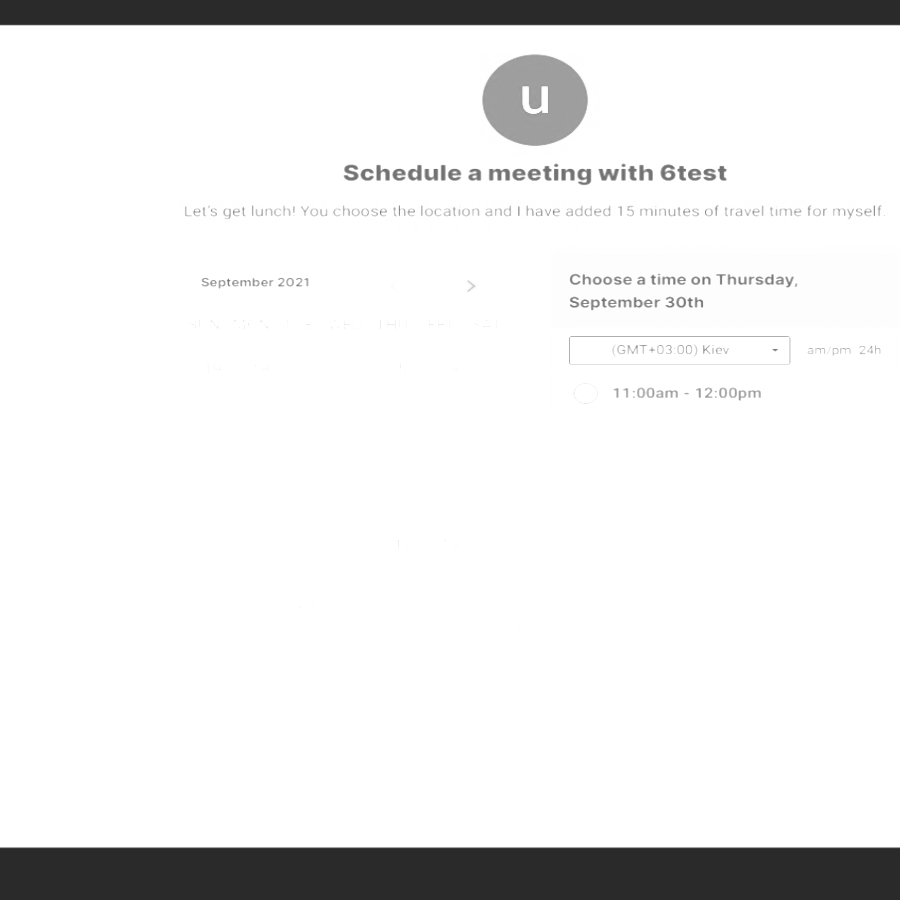 u
Schedule a meeting with 6test
Let's get lunch! You choose the location and I have added 15 minutes of travel time for myself.
September 2021
Choose a time on Thursday,
September 30th
(GMT+03:00) Kiev
am/pm 24h
11:00am - 12:00pm